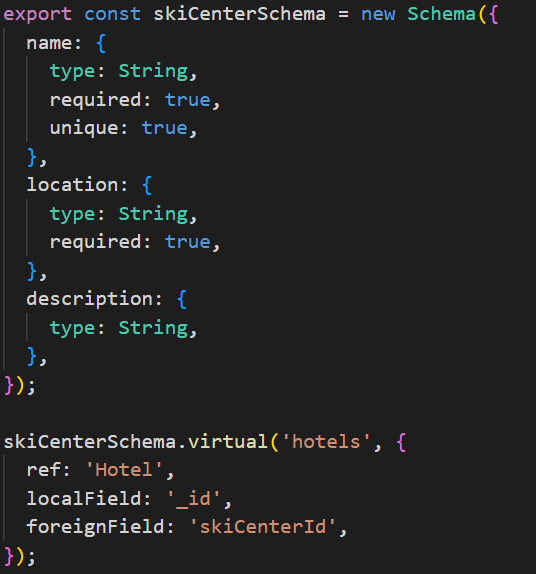 export const skiCenterSchema = new Schema({
  name: {
    type: String,
    required: true,
    unique: true,
  },
  location: {
    type: String,
    required: true,
  },
  description: {
    type: String,
  },
});

skiCenterSchema.virtual('hotels', {
  ref: 'Hotel',
  localField: '_id',
  foreignField: 'skiCenterId',
});